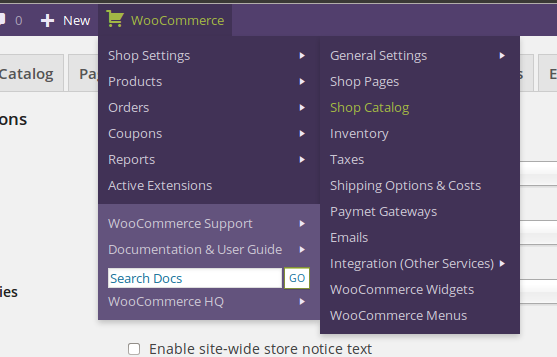 0 New WooCommerce
Catalog
Pa
s
E
ons
ies
Shop Settings
Products
Orders
Coupons
Reports
Active Extensions
WooCommerce Support
Documentation & User Guide
Search Docs GO
WooCommerce HQ
General Settings
Shop Pages
Shop Catalog
Inventory
Taxes
Shipping Options & Costs
Paymet Gateways
Emails
Integration (Other Services)
WooCommerce Widgets
WooCommerce Menus
Enable site-wide store notice text